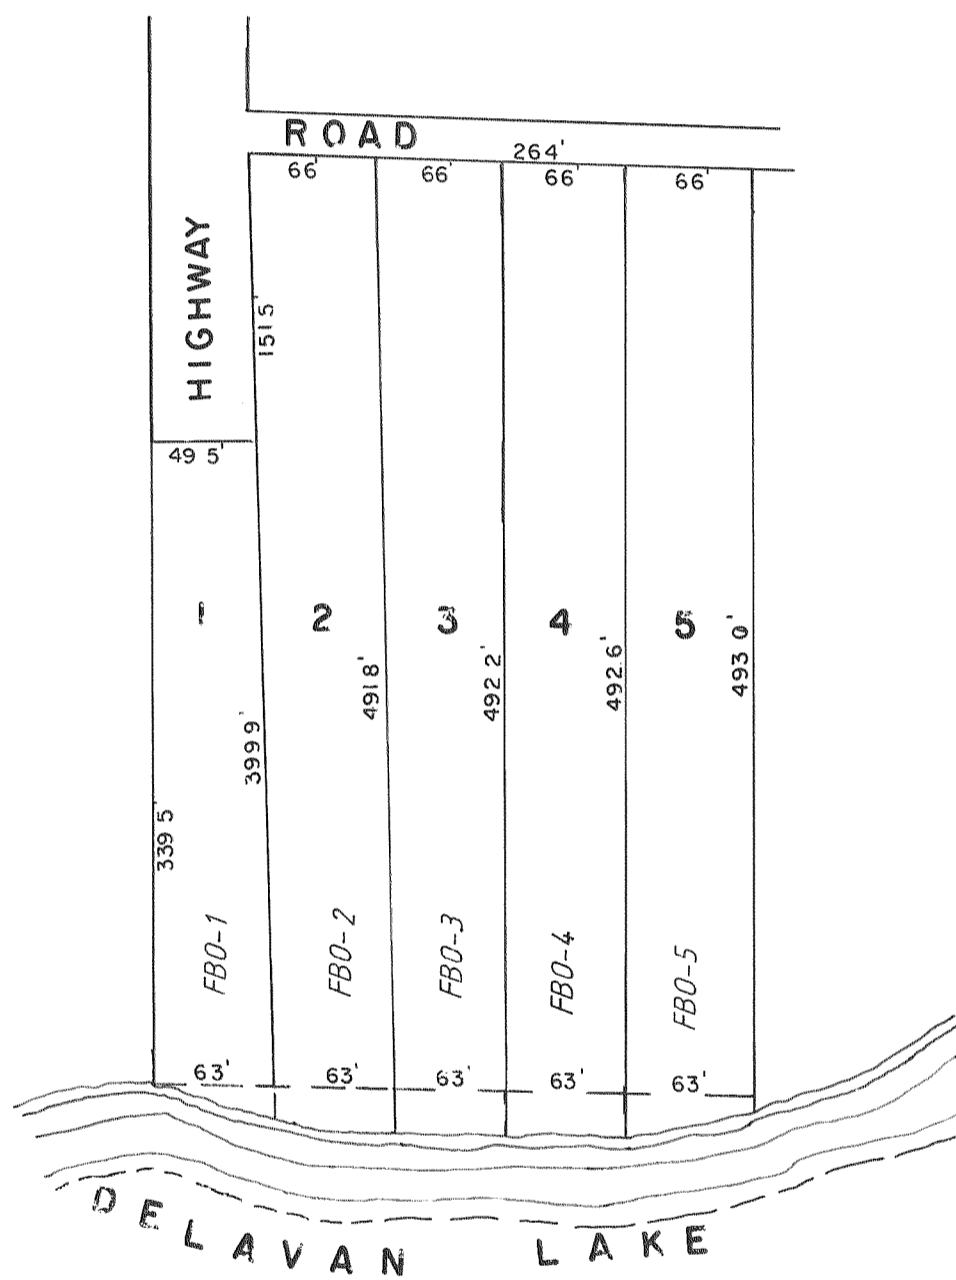 ROAD
264'
66'
66'
66'
66'
HIGHWAY
151 5'
49 5'
1
2
3
4
5
339 5'
399 9'
491 8'
492 2'
492.6'
493 0'
FBO-1
FBO-2
FBO-3
FBO-4
FBO-5
63'
63'
63'
63'
63'
DELAVAN LAKE